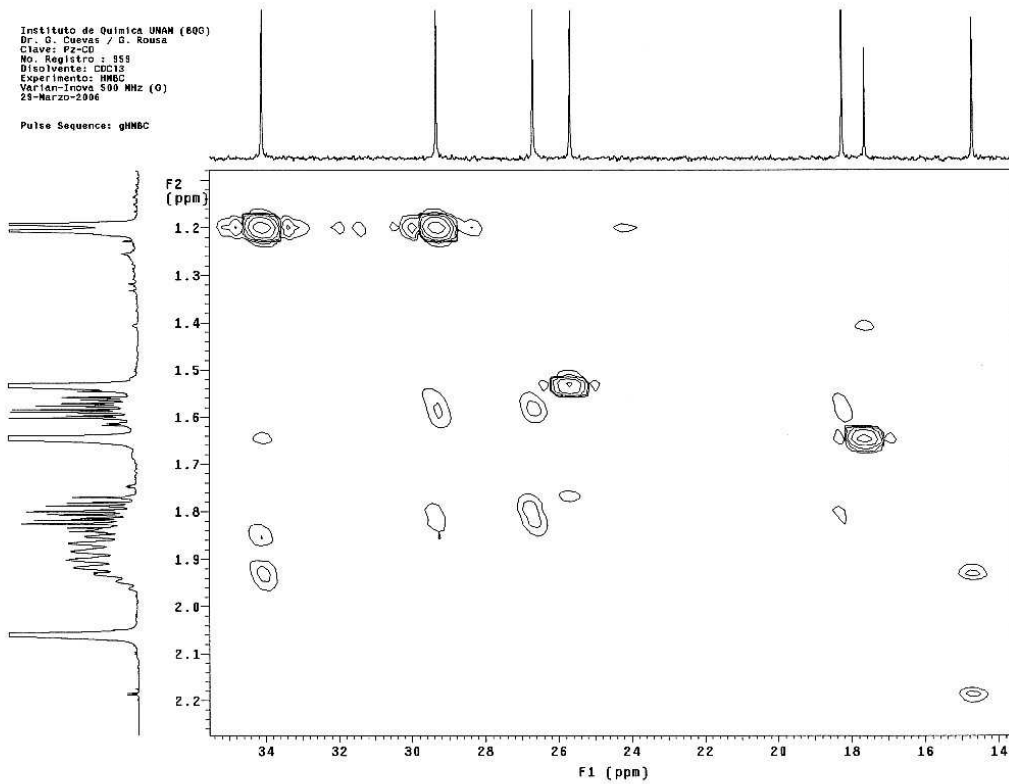 Instituto de Quimica UNAM (6QG)
Dr. G. Cuevas / G. Rousa
Clave: PZ-CD
No. Registro : 959
Disolvente: CDCl3
Experimento: HMBC
Varian-Inova 500 MHz (G)
29-Marzo-2006
Pulse Sequence: gHMBC
F2
(ppm)
1.2
1.3
1.4
1.5
1.6
1.7
1.8
1.9
2.0
2.1
2.2
34 32 30 28 26 24 22 20 18 16 14
F1 (ppm)